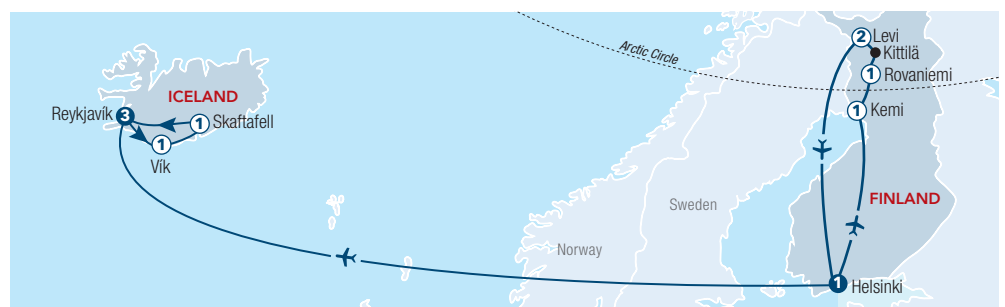 Arctic Circle
2
Levi
Kittilä
1
Rovaniemi
1
Kemi
ICELAND
Reykjavík
3
1
Skaftafell
1
Vík
FINLAND
Sweden
Norway
1
Helsinki